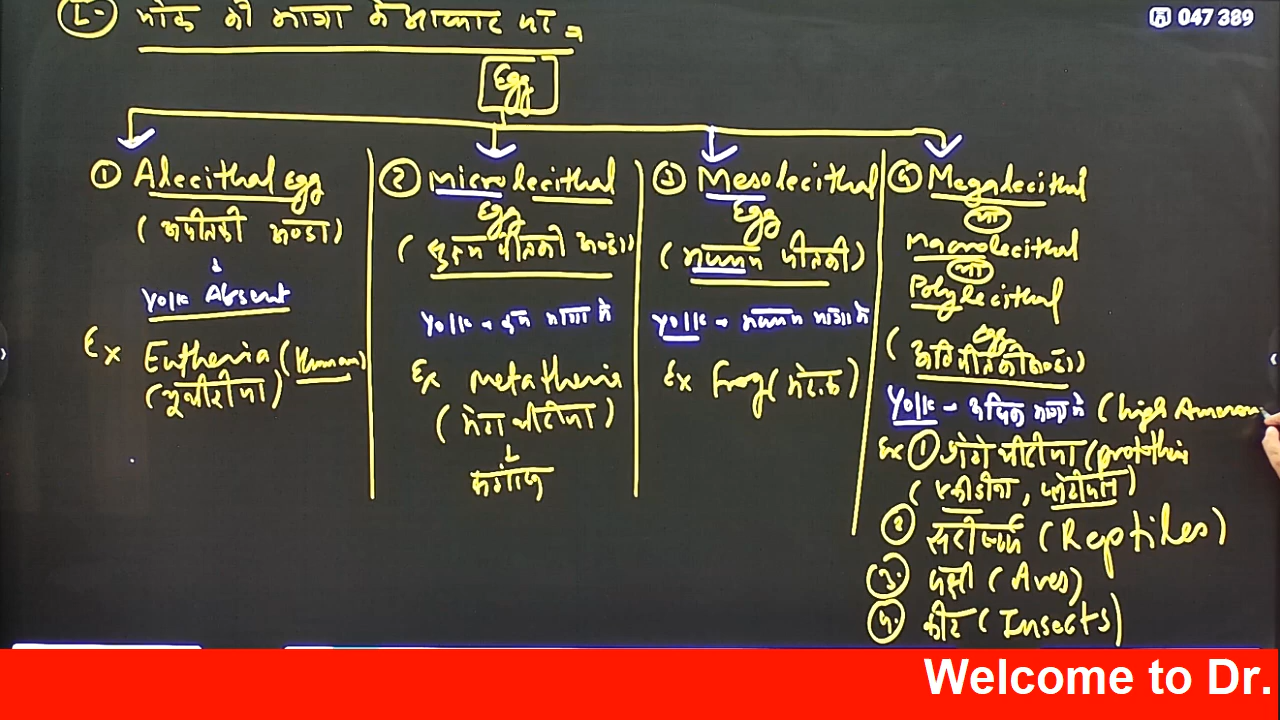 योक की मात्रा के आधार पर
047 389
Egg
① Alecithal Egg
(अपीतकी अण्डा)
↓
Yolk Absent
Ex Eutheria (Human)
(यूथीरीया)
② microlecithal
Egg
(सुक्ष्म पीतकी अण्डा)
Yolk - कम मात्रा मे
Ex metatheria
(मेटाथीरीया)
↓
कंगारू
③ Mesolecithal
Egg
(मध्यम पीतकी)
Yolk - मध्यम मात्रा मे
Ex Frog (मेंढक)
④ Megalecithal
या
macrolecithal
या
Polylecithal
Egg
(अति पीतकी अण्डा)
Yolk - अधिक मात्रा मे (high Amoun
Ex ① प्रोटोथीरीया (prototheria
(एकीडीना, प्लेटीपस)
② सरीसृप (Reptiles)
③ पक्षी (Aves)
④ कीट (Insects)
Welcome to Dr.